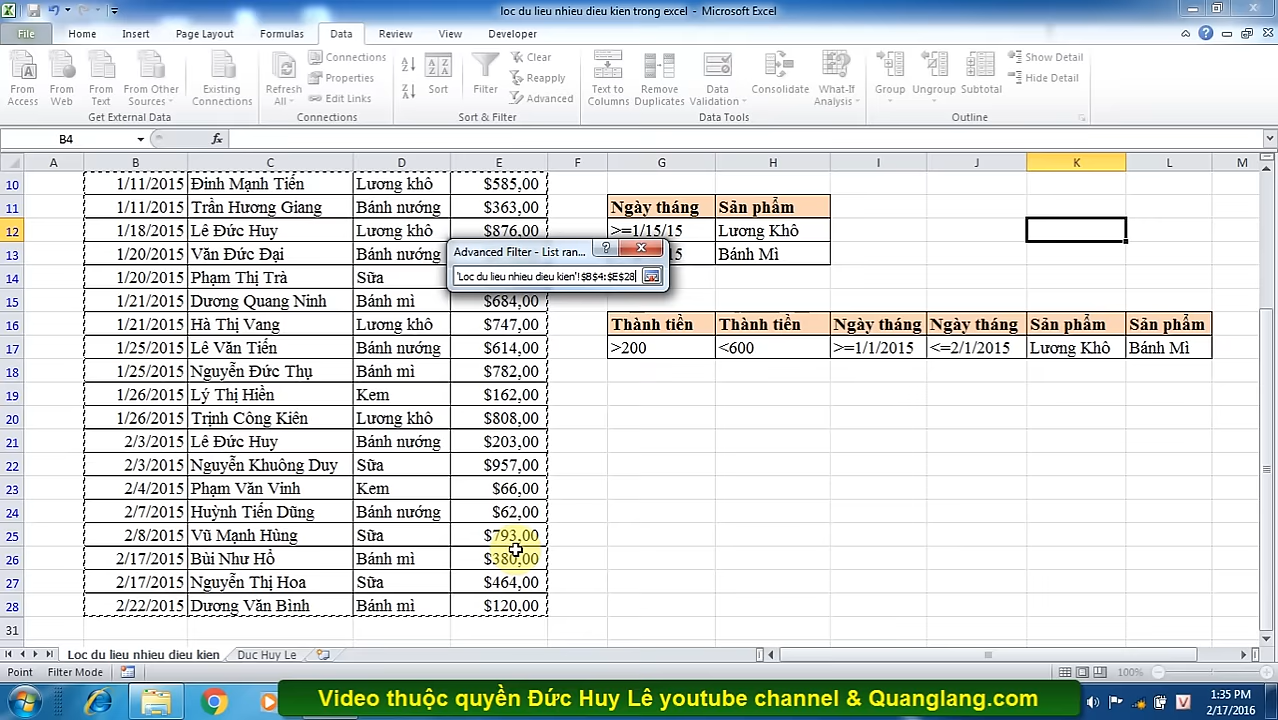 loc du lieu nhieu dieu kien trong excel - Microsoft Excel
File Home Insert Page Layout Formulas Data Review View Developer
From Access From Web From Text From Other Sources Existing Connections Refresh All Connections Properties Edit Links Sort Filter Clear Reapply Advanced Text to Columns Remove Duplicates Data Validation Consolidate What-If Analysis Group Ungroup Subtotal Show Detail Hide Detail
Get External Data Connections Sort & Filter Data Tools Outline
B4 fx
A B C D E F G H I J K L M
10 1/11/2015 Đinh Mạnh Tiến Lương khô $585,00
11 1/11/2015 Trần Hương Giang Bánh nướng $363,00 Ngày tháng Sản phẩm
12 1/18/2015 Lê Đức Huy Lương khô $876,00 >=1/15/15 Lương Khô
13 1/20/2015 Văn Đức Đại Bánh nướng Bánh Mì
Advanced Filter - List ran...
'Loc du lieu nhieu dieu kien'!$B$4:$E$28
14 1/20/2015 Phạm Thị Trà Sữa
15 1/21/2015 Dương Quang Ninh Bánh mì $684,00
16 1/21/2015 Hà Thị Vang Lương khô $747,00 Thành tiền Thành tiền Ngày tháng Ngày tháng Sản phẩm Sản phẩm
17 1/25/2015 Lê Văn Tiến Bánh nướng $614,00 >200 <600 >=1/1/2015 <=2/1/2015 Lương Khô Bánh Mì
18 1/25/2015 Nguyễn Đức Thụ Bánh mì $782,00
19 1/26/2015 Lý Thị Hiền Kem $162,00
20 1/26/2015 Trịnh Công Kiên Lương khô $808,00
21 2/3/2015 Lê Đức Huy Bánh nướng $203,00
22 2/3/2015 Nguyễn Khuông Duy Sữa $957,00
23 2/4/2015 Phạm Văn Vinh Kem $66,00
24 2/7/2015 Huỳnh Tiến Dũng Bánh nướng $62,00
25 2/8/2015 Vũ Mạnh Hùng Sữa $793,00
26 2/17/2015 Bùi Như Hồ Bánh mì $380,00
27 2/17/2015 Nguyễn Thị Hoa Sữa $464,00
28 2/22/2015 Dương Văn Bình Bánh mì $120,00
31
Loc du lieu nhieu dieu kien Duc Huy Le
Point Filter Mode 100%
Video thuộc quyền Đức Huy Lê youtube channel & Quanglang.com
1:35 PM
2/17/2016